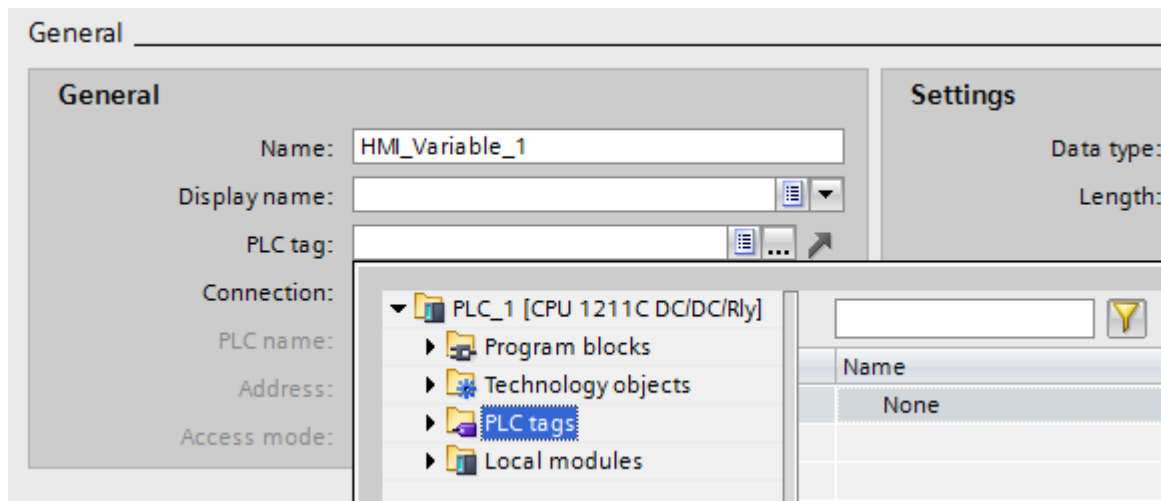 General
General
Name: HMI_Variable_1
Display name:
PLC tag: ...
Connection:
PLC name:
Address:
Access mode:
Settings
Data type:
Length:
PLC_1 [CPU 1211C DC/DC/Rly]
Program blocks
Technology objects
PLC tags
Local modules
Name
None